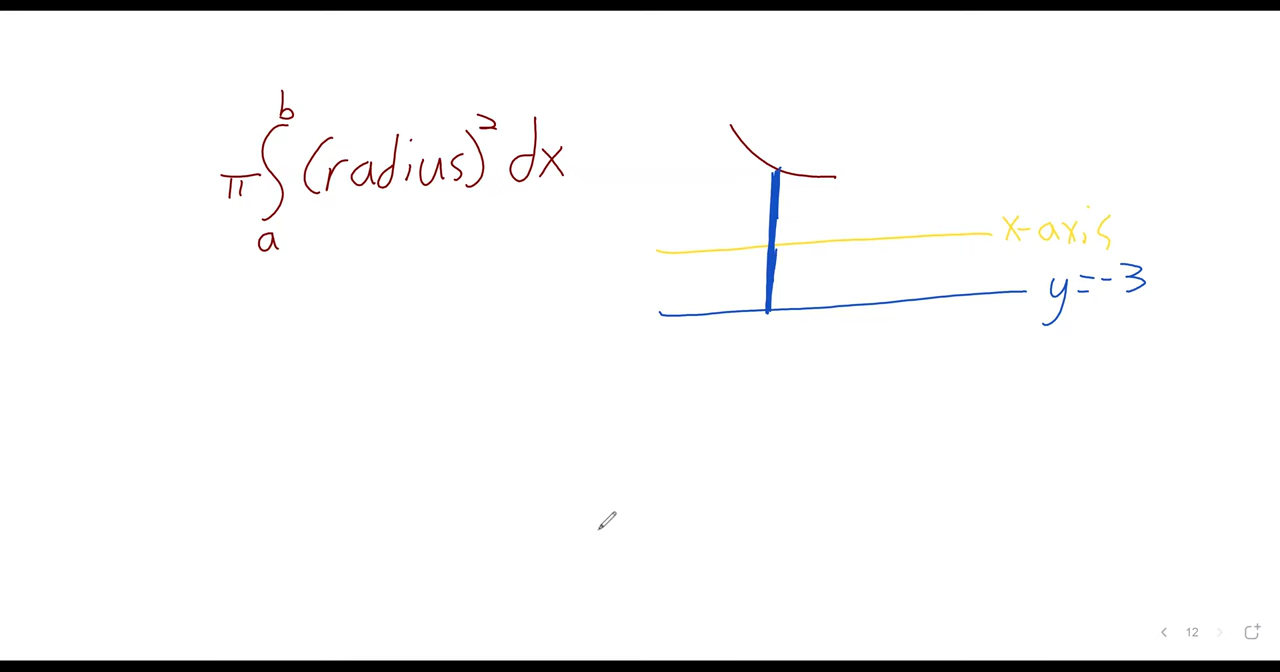 π∫_a^b (radius)² dx
x-axis
y=-3
12